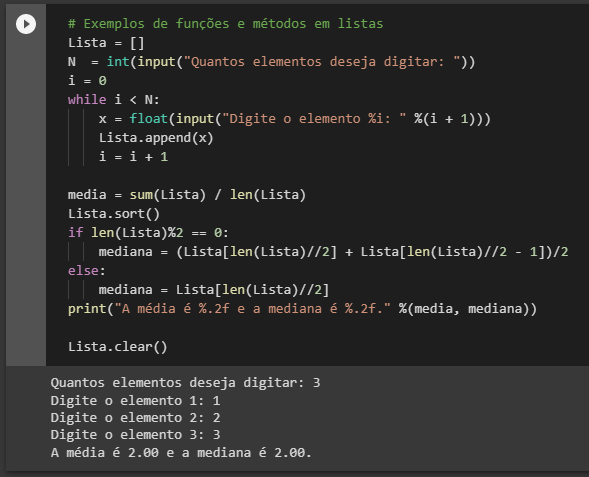 # Exemplos de funções e métodos em listas
Lista = []
N  = int(input("Quantos elementos deseja digitar: "))
i = 0
while i < N:
    x = float(input("Digite o elemento %i: " %(i + 1)))
    Lista.append(x)
    i = i + 1

media = sum(Lista) / len(Lista)
Lista.sort()
if len(Lista)%2 == 0:
    mediana = (Lista[len(Lista)//2] + Lista[len(Lista)//2 - 1])/2
else:
    mediana = Lista[len(Lista)//2]
print("A média é %.2f e a mediana é %.2f." %(media, mediana))

Lista.clear()
Quantos elementos deseja digitar: 3
Digite o elemento 1: 1
Digite o elemento 2: 2
Digite o elemento 3: 3
A média é 2.00 e a mediana é 2.00.